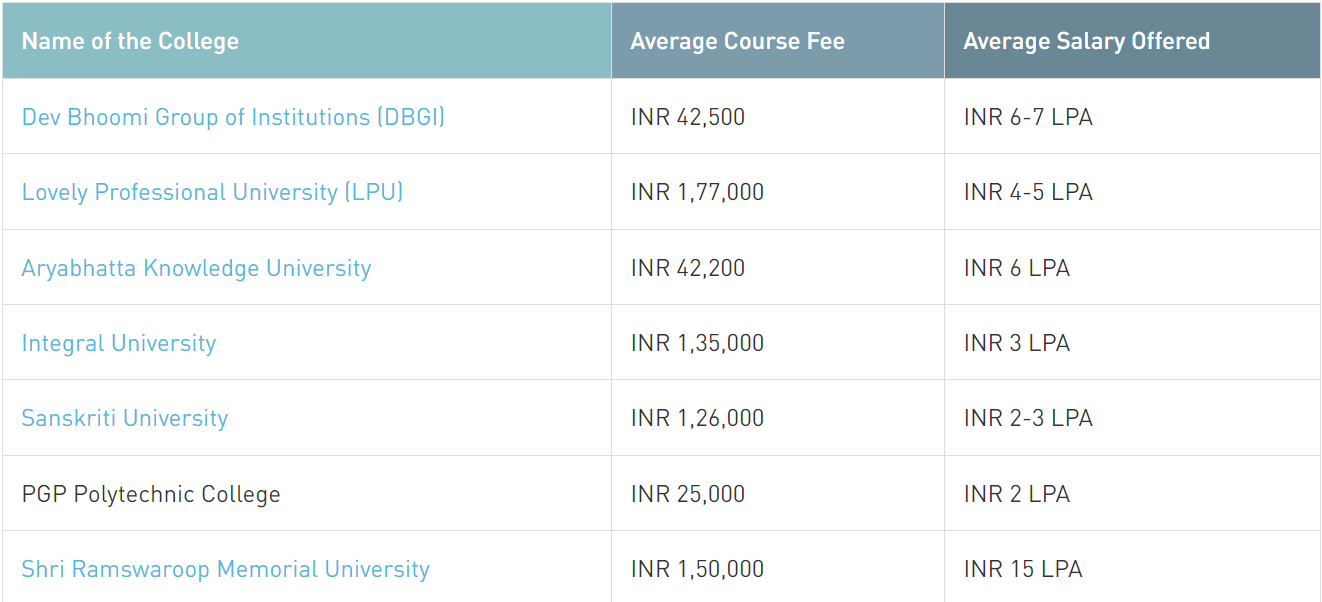 Name of the College Average Course Fee Average Salary Offered
Dev Bhoomi Group of Institutions (DBGI) INR 42,500 INR 6-7 LPA
Lovely Professional University (LPU) INR 1,77,000 INR 4-5 LPA
Aryabhatta Knowledge University INR 42,200 INR 6 LPA
Integral University INR 1,35,000 INR 3 LPA
Sanskriti University INR 1,26,000 INR 2-3 LPA
PGP Polytechnic College INR 25,000 INR 2 LPA
Shri Ramswaroop Memorial University INR 1,50,000 INR 15 LPA